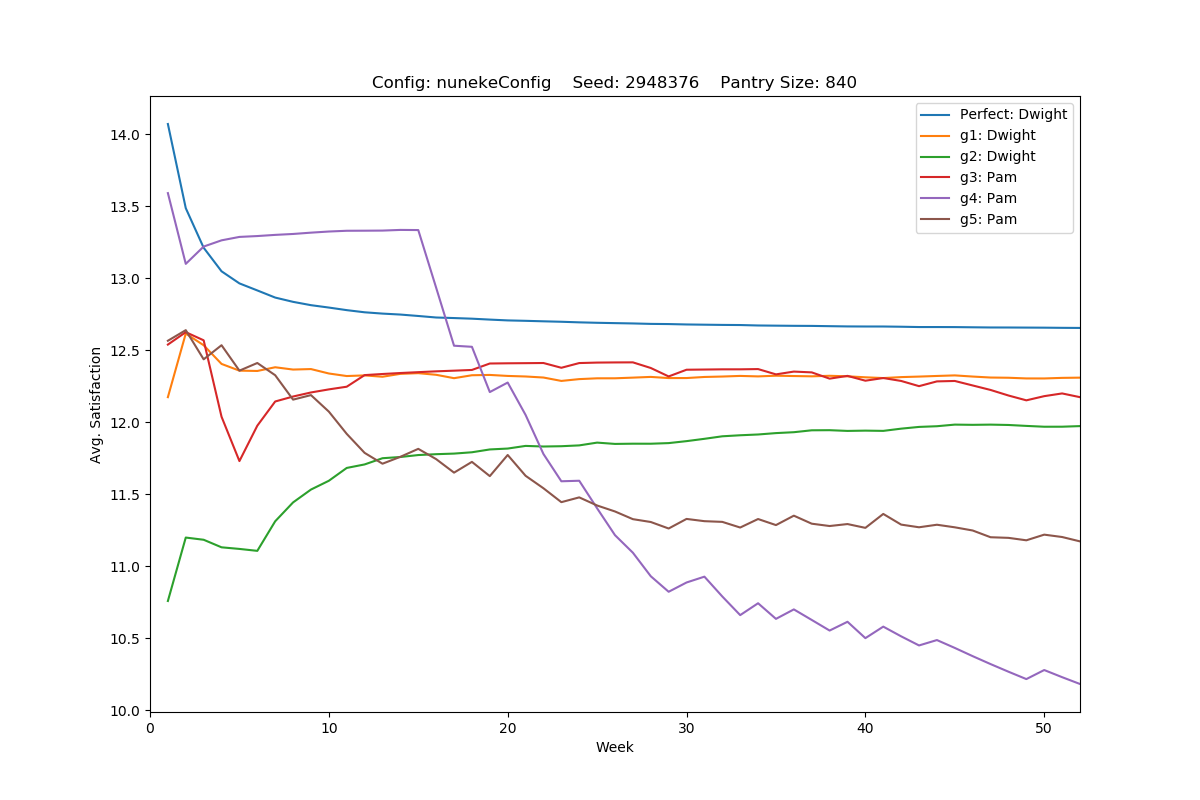 Config: nunekeConfig    Seed: 2948376    Pantry Size: 840
Perfect: Dwight
g1: Dwight
g2: Dwight
g3: Pam
g4: Pam
g5: Pam
14.0
13.5
13.0
12.5
12.0
11.5
11.0
10.5
10.0
Avg. Satisfaction
0 10 20 30 40 50
Week